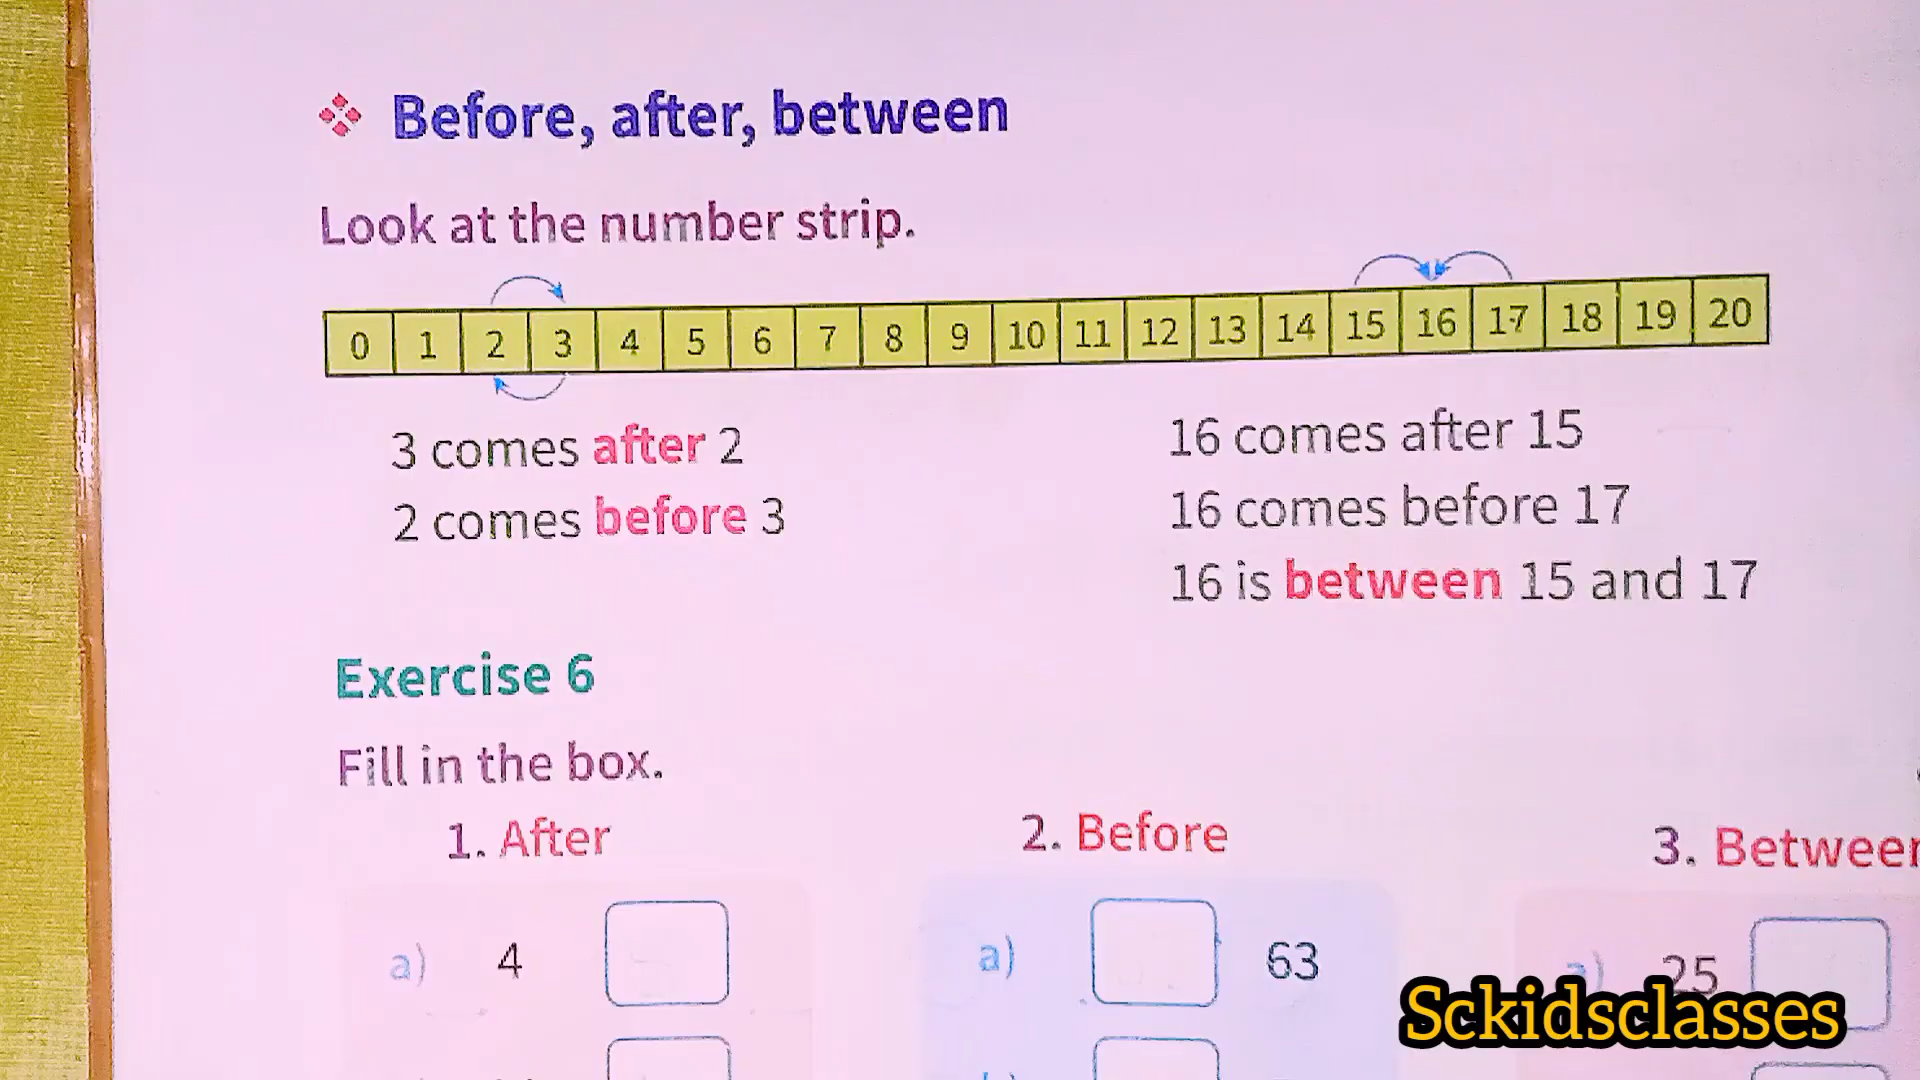 Before, after, between
Look at the number strip.
0 1 2 3 4 5 6 7 8 9 10 11 12 13 14 15 16 17 18 19 20
3 comes after 2
2 comes before 3
16 comes after 15
16 comes before 17
16 is between 15 and 17
Exercise 6
Fill in the box.
1. After
2. Before
3. Between
a) 4
a) 63
a) 25
Sckidsclasses